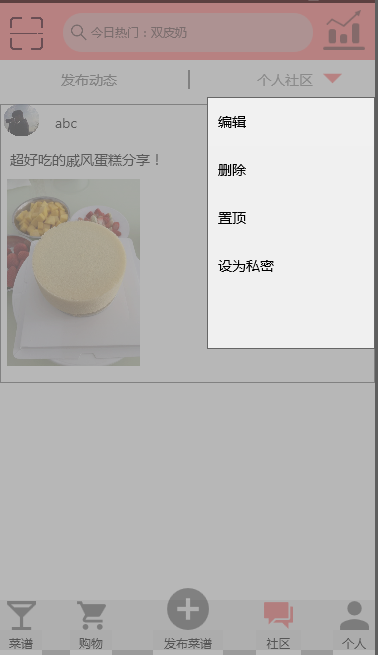 今日热门：双皮奶
发布动态
个人社区
abc
超好吃的戚风蛋糕分享！
编辑
删除
置顶
设为私密
菜谱
购物
发布菜谱
社区
个人